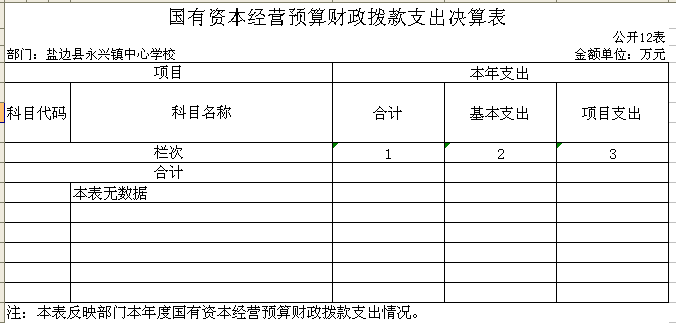 国有资本经营预算财政拨款支出决算表
公开12表
部门：盐边县永兴镇中心学校 金额单位：万元
项目 本年支出
科目代码 科目名称 合计 基本支出 项目支出
栏次 1 2 3
合计
本表无数据
注：本表反映部门本年度国有资本经营预算财政拨款支出情况。